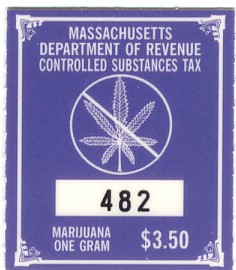 MASSACHUSETTS
DEPARTMENT OF REVENUE
CONTROLLED SUBSTANCES TAX
482
MARIJUANA
ONE GRAM
$3.50